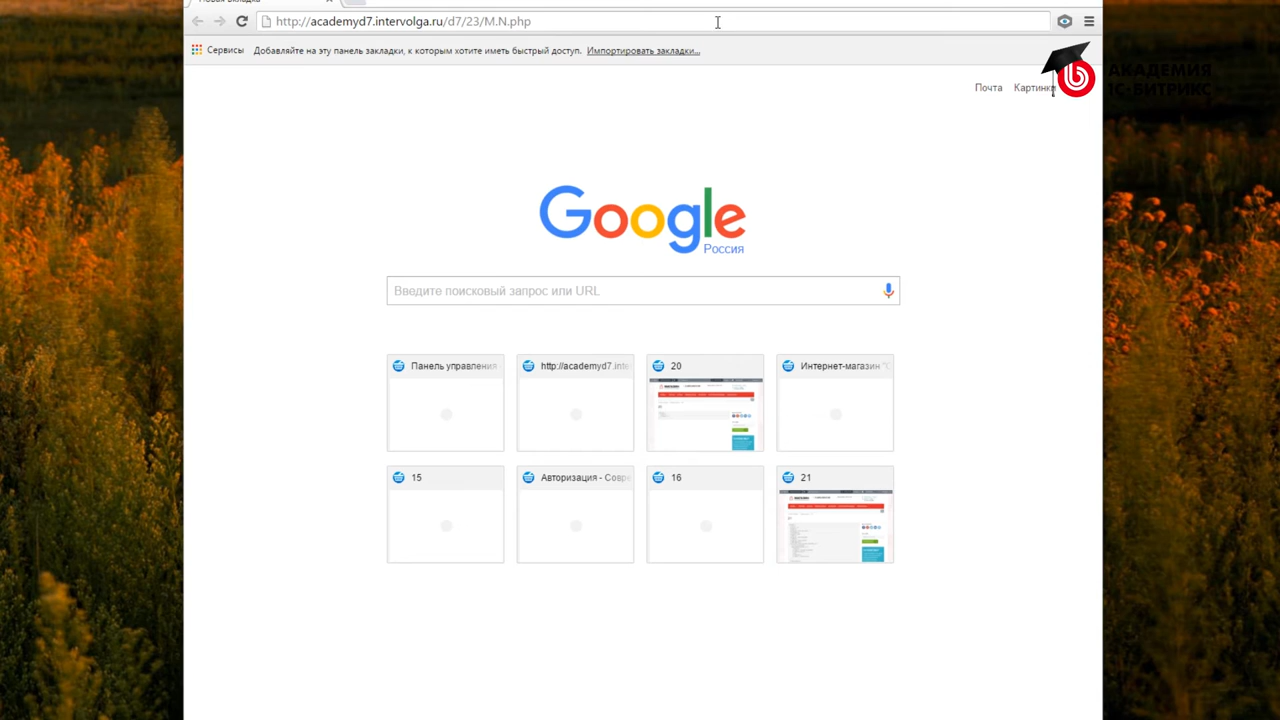 http://academyd7.intervolga.ru/d7/23/M.N.php
Сервисы Добавляйте на эту панель закладки, к которым хотите иметь быстрый доступ. Импортировать закладки...
АКАДЕМИЯ
1С-БИТРИКС
Почта Картинки
Google
Россия
Введите поисковый запрос или URL
Панель управления
http://academyd7.inte
20
Интернет-магазин "С
15
Авторизация - Совре
16
21